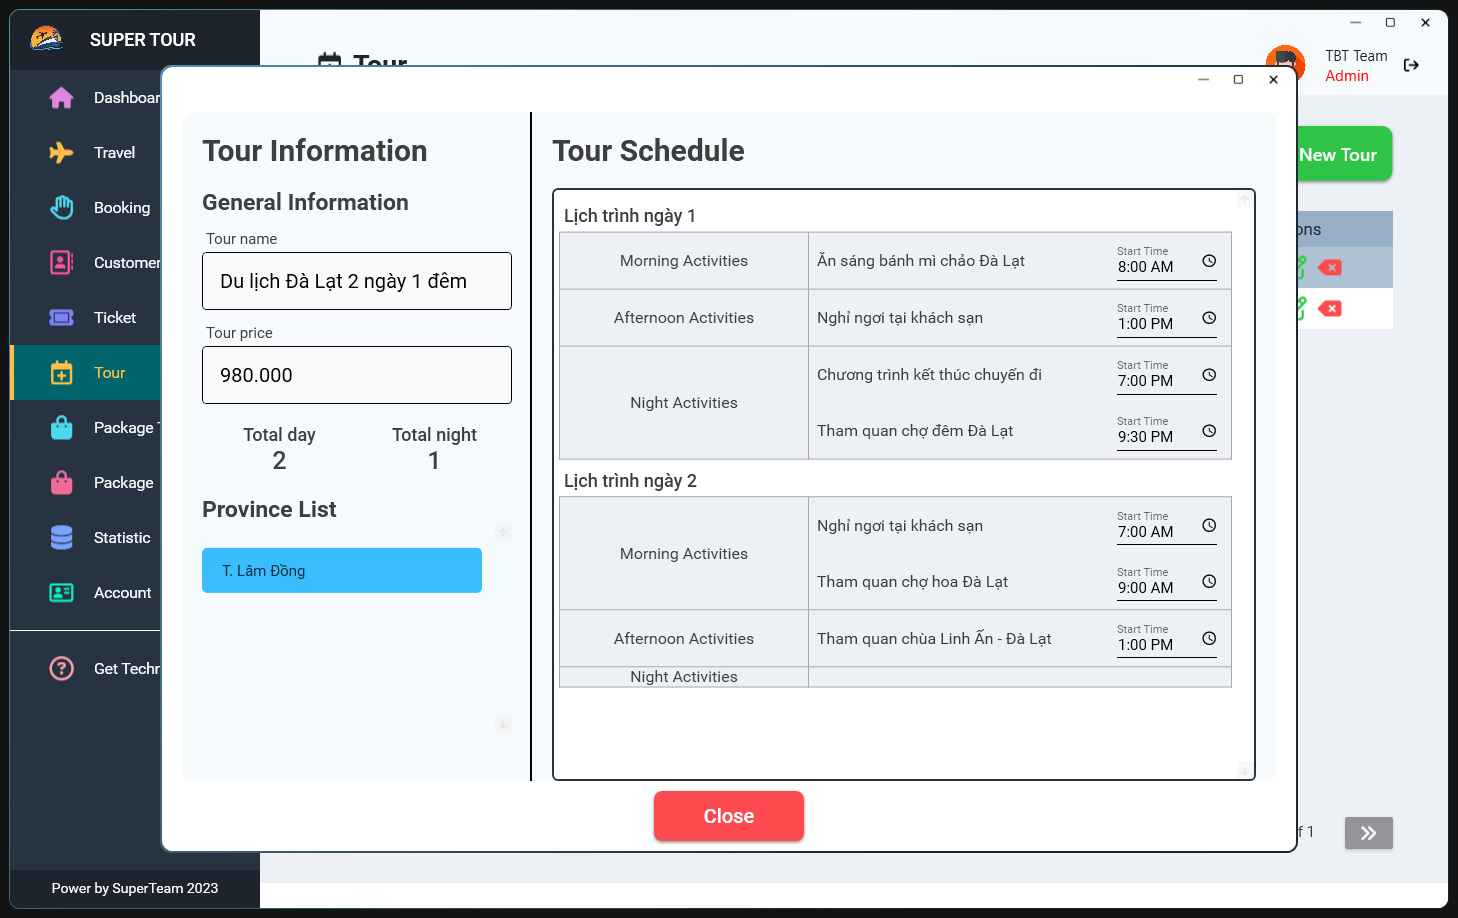 SUPER TOUR
Tour
TBT Team
Admin
Dashboar
Travel
Booking
Customer
Ticket
Tour
Package
Package
Statistic
Account
Get Techr
Power by SuperTeam 2023
New Tour
ons
f 1
Tour Information
General Information
Tour name
Du lịch Đà Lạt 2 ngày 1 đêm
Tour price
980.000
Total day
Total night
2
1
Province List
T. Lâm Đồng
Tour Schedule
Lịch trình ngày 1
Morning Activities
Ăn sáng bánh mì chảo Đà Lạt
Start Time
8:00 AM
Afternoon Activities
Nghỉ ngơi tại khách sạn
Start Time
1:00 PM
Night Activities
Chương trình kết thúc chuyến đi
Start Time
7:00 PM
Tham quan chợ đêm Đà Lạt
Start Time
9:30 PM
Lịch trình ngày 2
Morning Activities
Nghỉ ngơi tại khách sạn
Start Time
7:00 AM
Tham quan chợ hoa Đà Lạt
Start Time
9:00 AM
Afternoon Activities
Tham quan chùa Linh Ấn - Đà Lạt
Start Time
1:00 PM
Night Activities
Close